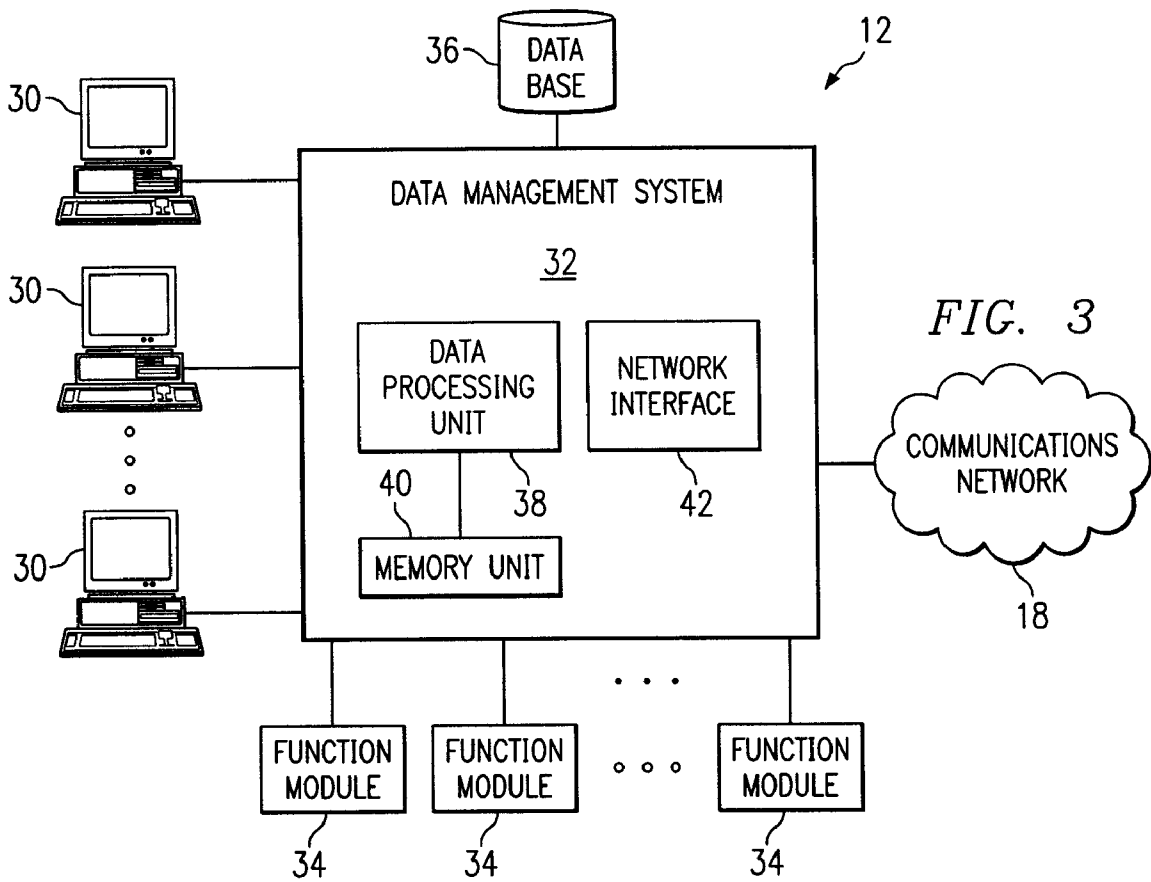 12
36
DATA
BASE
30
DATA MANAGEMENT SYSTEM
32
30
FIG. 3
DATA
PROCESSING
UNIT
NETWORK
INTERFACE
COMMUNICATIONS
NETWORK
40
38
42
30
MEMORY UNIT
18
FUNCTION
MODULE
FUNCTION
MODULE
FUNCTION
MODULE
34
34
34